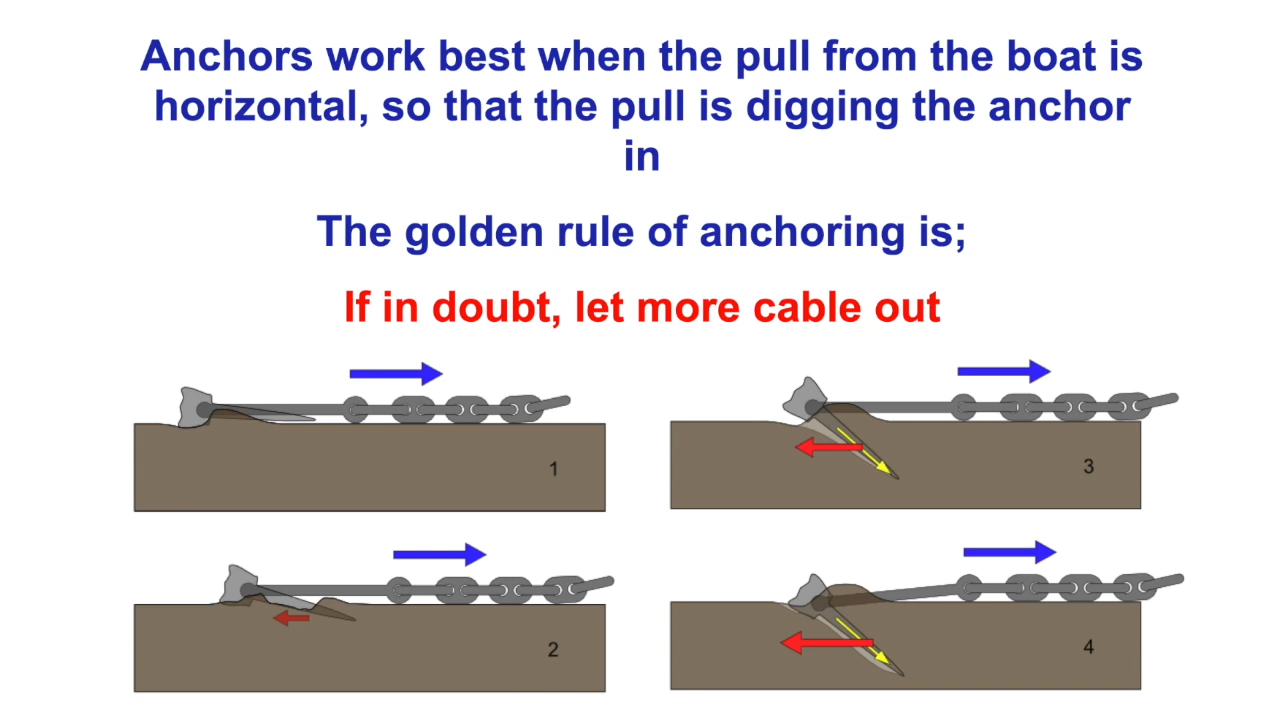 Anchors work best when the pull from the boat is
horizontal, so that the pull is digging the anchor
in
The golden rule of anchoring is;
If in doubt, let more cable out
1
3
2
4